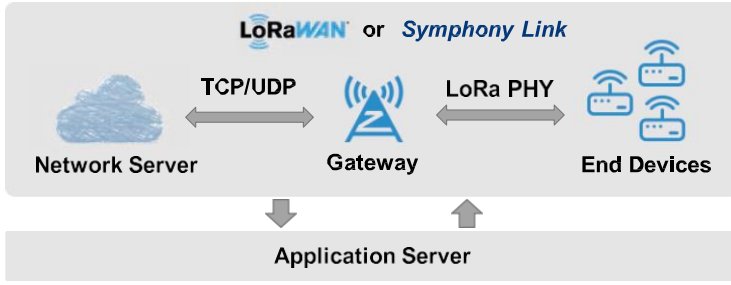 LoRaWAN or Symphony Link
TCP/UDP
LoRa PHY
Network Server
Gateway
End Devices
Application Server